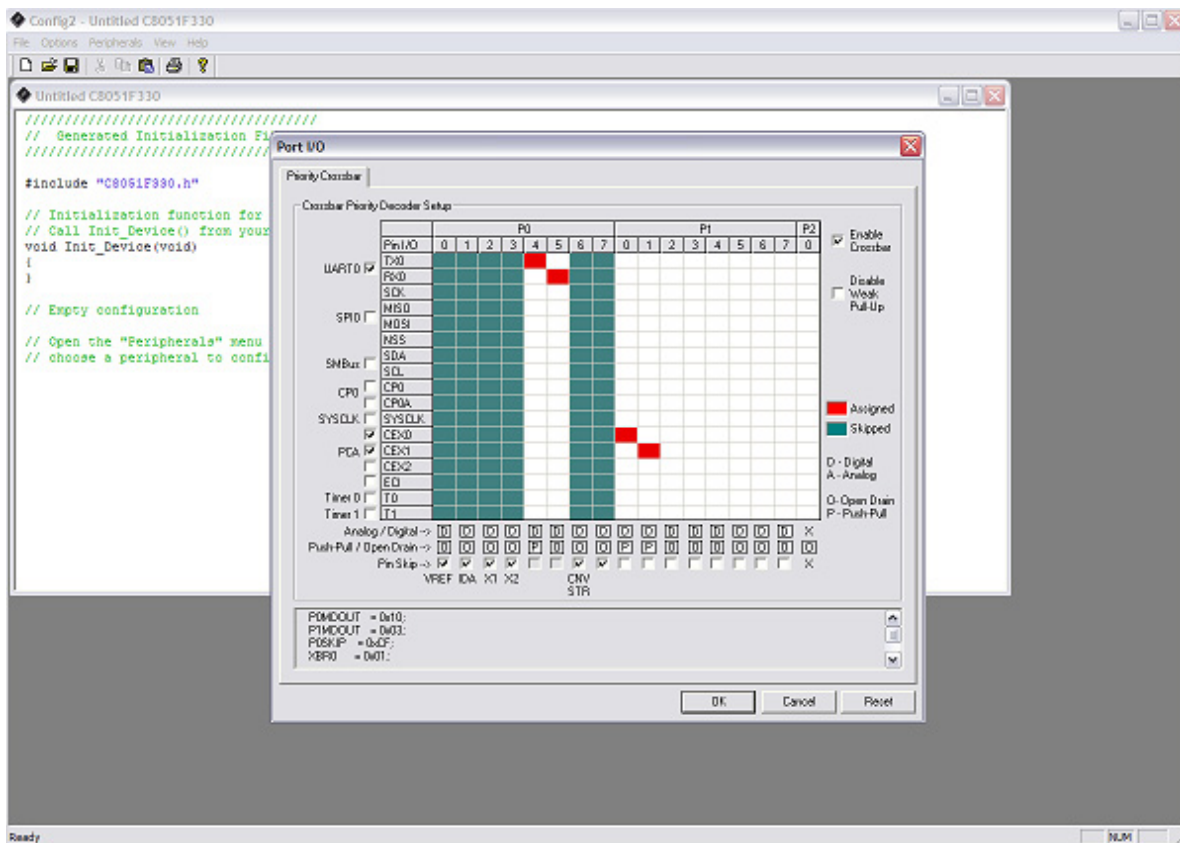 Config2 - Untitled C8051F330
File Options Peripherals View Help
Untitled C8051F330
/////////////////////////////////////
// Generated Initialization Fi
#include "C8051F330.h"
// Initialization function for
// Call Init_Device() from your
void Init_Device(void)
{
}
// Empty configuration
// Open the "Peripherals" menu
// choose a peripheral to confi
Port I/O
Priority Crossbar
Crossbar Priority Decoder Setup
P0 P1 P2
Pin I/O 0 1 2 3 4 5 6 7 0 1 2 3 4 5 6 7 0
UART0 TX0
RX0
SCK
SPI0 MISO
MOSI
NSS
SMBus SDA
SCL
CP0 CP0
CP0A
SYSCLK SYSCLK
CEX0
PCA CEX1
CEX2
ECI
Timer 0 T0
Timer 1 T1
Enable Crossbar
Disable Weak Pull-Up
Assigned
Skipped
D - Digital
A - Analog
O - Open Drain
P - Push-Pull
Analog / Digital -> D D D D D D D D D D D D D D D D X
Push-Pull / Open Drain -> O O O O P O O O P P O O O O O O O
Pin Skip -> X
VREF IDA X1 X2 CNV STR
P0MDOUT = 0x10;
P1MDOUT = 0x03;
P0SKIP = 0xCF;
XBR0 = 0x01;
OK Cancel Reset
Ready NUM